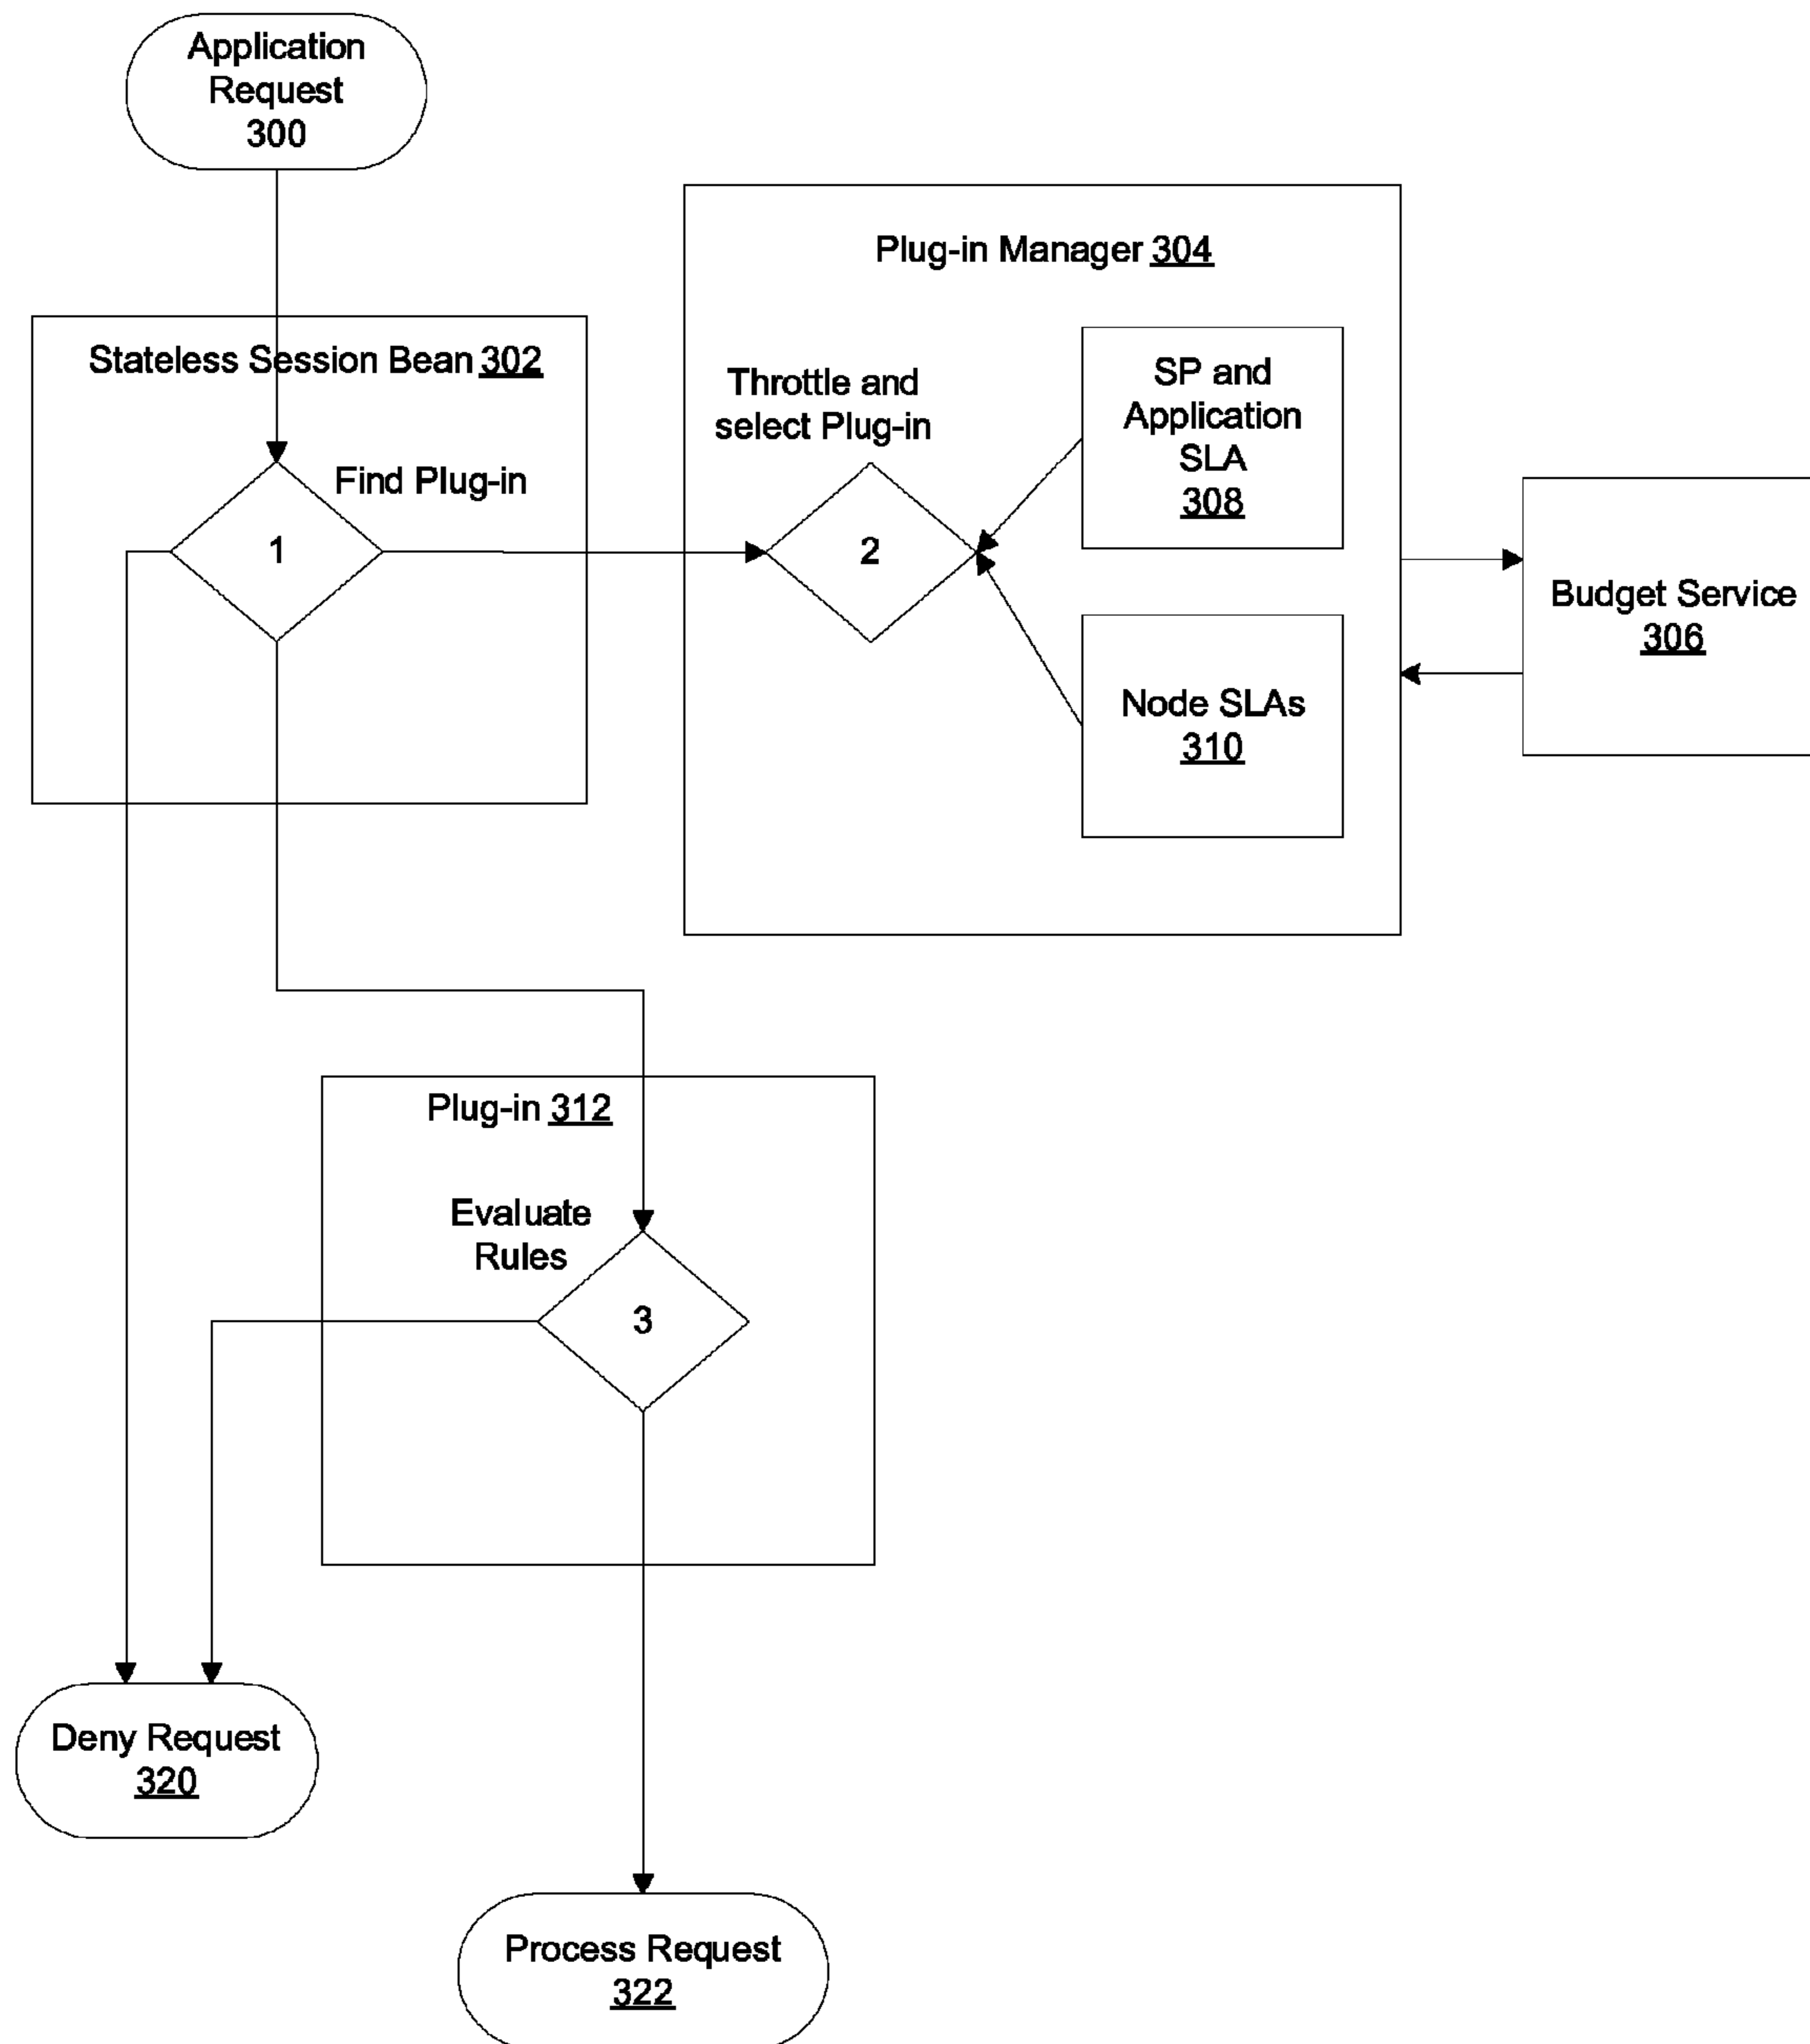 Application
Request
300
Plug-in Manager 304
Stateless Session Bean 302
Throttle and
select Plug-in
SP and
Application
SLA
308
Find Plug-in
1
2
Budget Service
306
Node SLAs
310
Plug-in 312
Evaluate
Rules
3
Deny Request
320
Process Request
322